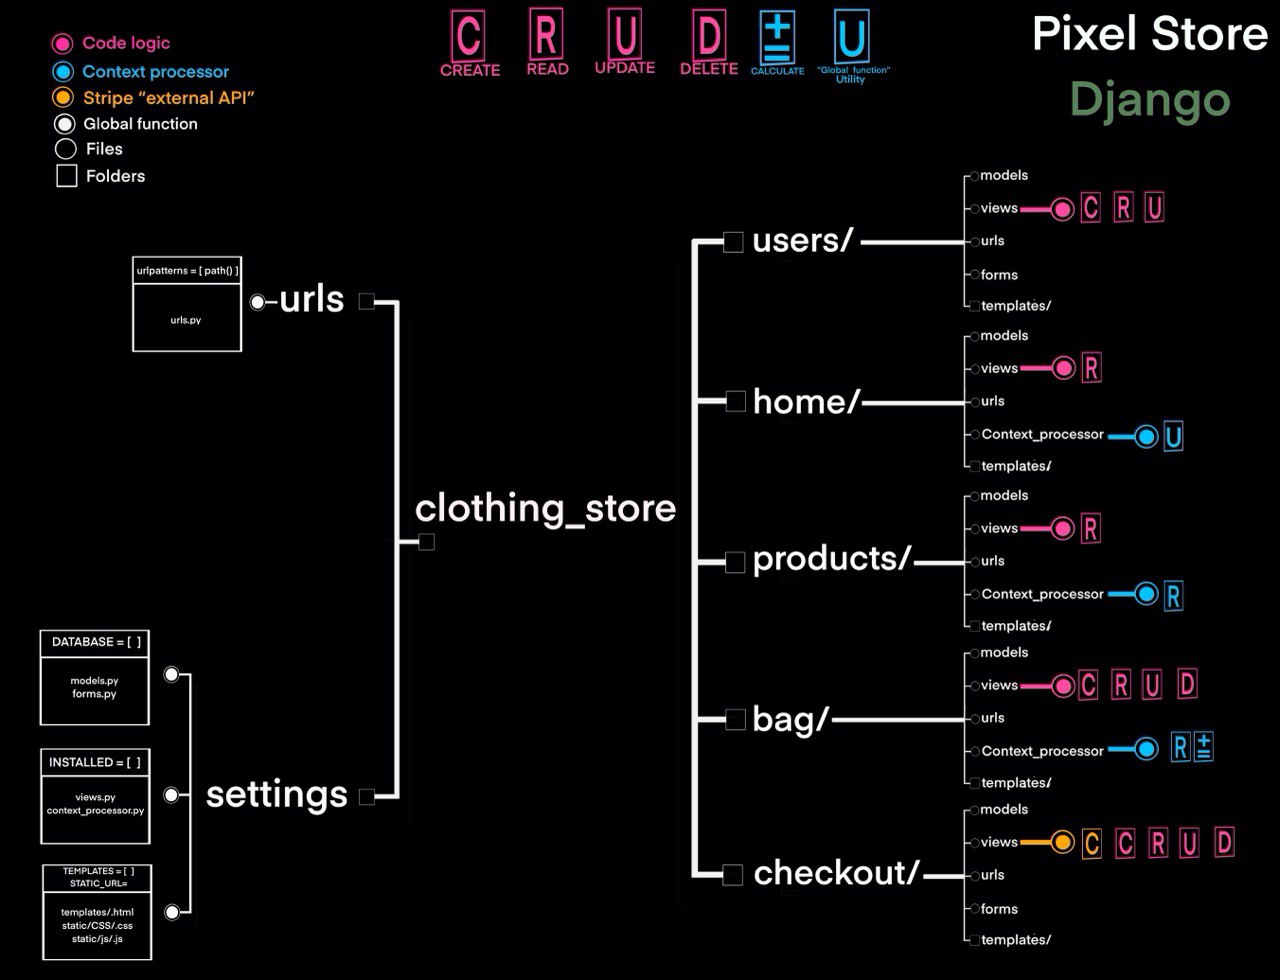 Pixel Store
Django
Code logic
Context processor
Stripe “external API”
Global function
Files
Folders
C
CREATE
R
READ
U
UPDATE
D
DELETE
±
=
CALCULATE
U
“Global function”
Utility
urlpatterns = [ path() ]
urls.py
urls
clothing_store
settings
DATABASE = [ ]
models.py
forms.py
INSTALLED = [ ]
views.py
context_processor.py
TEMPLATES = [ ]
STATIC_URL=
templates/.html
static/CSS/.css
static/js/.js
users/
models
views C R U
urls
forms
templates/
home/
models
views R
urls
Context_processor U
templates/
products/
models
views R
urls
Context_processor R
templates/
bag/
models
views C R U D
urls
Context_processor R ± =
templates/
checkout/
models
views C C R U D
urls
forms
templates/